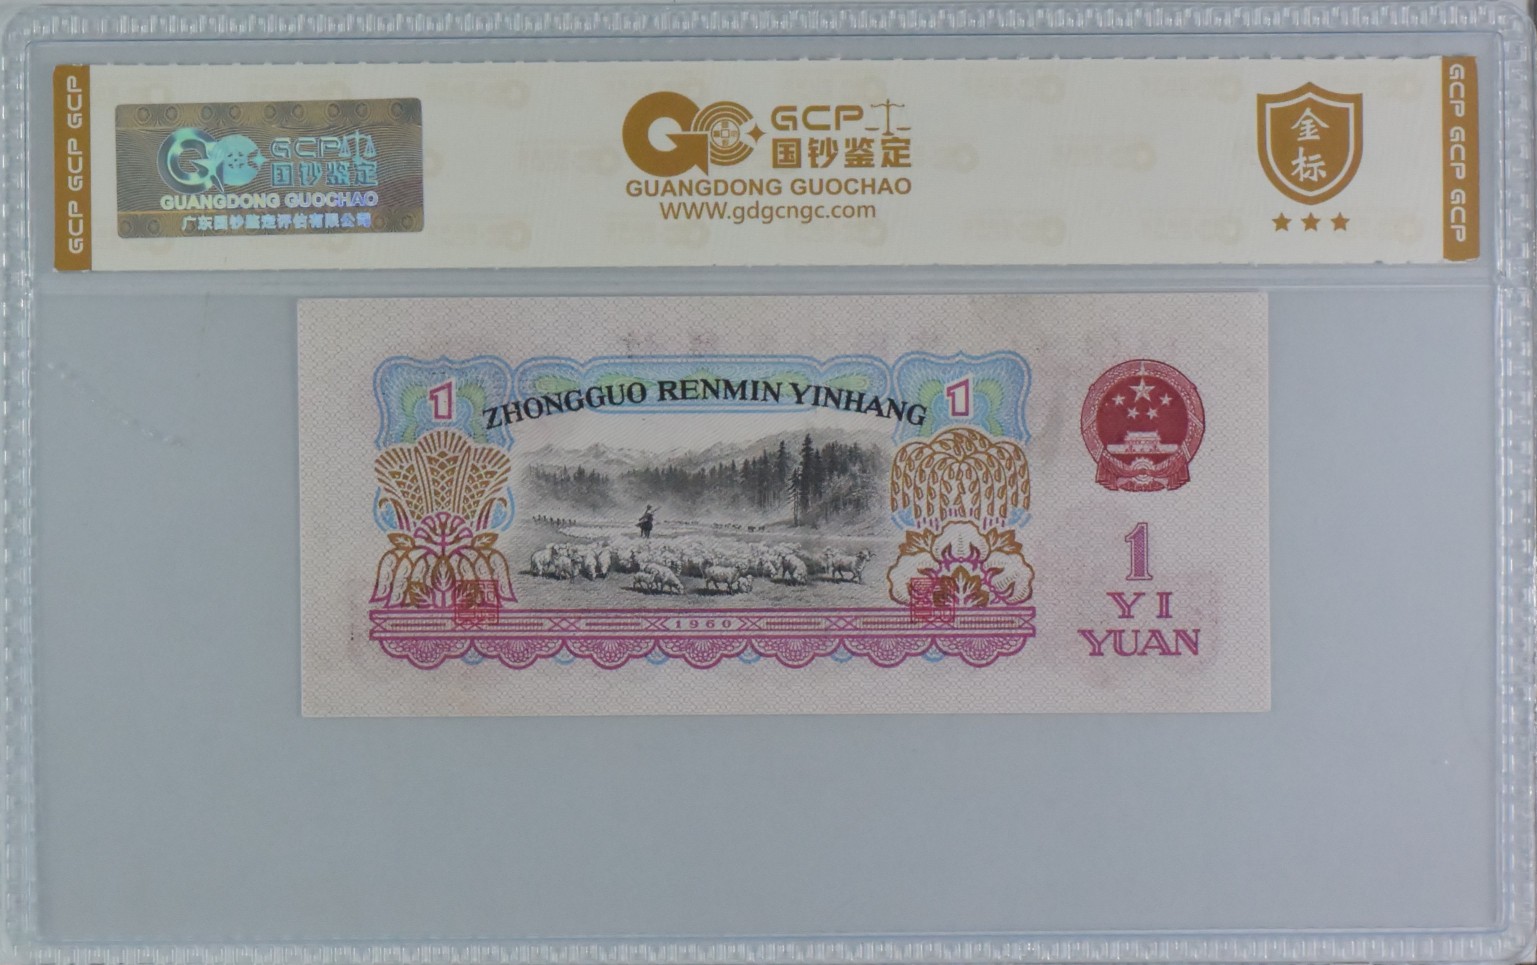 GCP GCP GCP
GCP 国钞鉴定
GUANGDONG GUOCHAO
广东国钞鉴定评估有限公司
GCP
国钞鉴定
GUANGDONG GUOCHAO
WWW.gdgcngc.com
金标
GCP GCP GCP
ZHONGGUO RENMIN YINHANG
1
1
1960
1
YI
YUAN